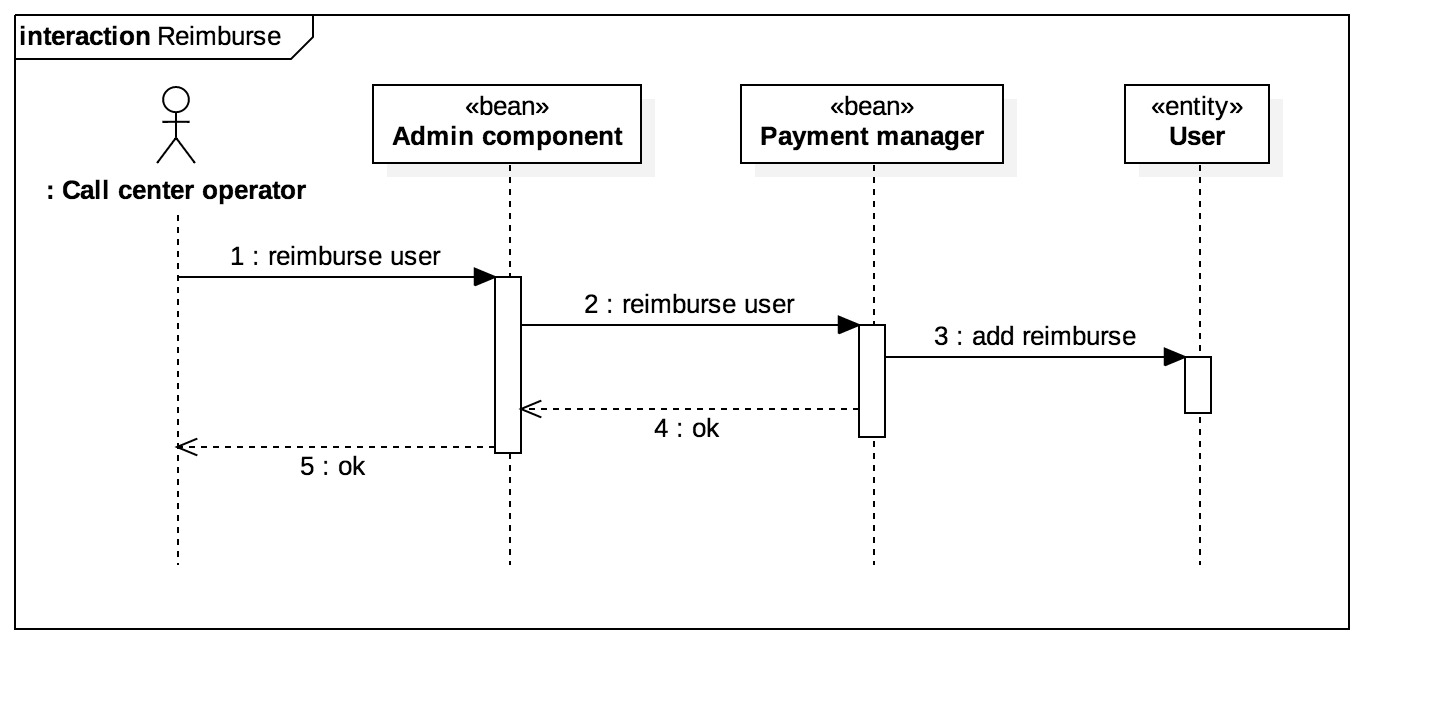 interaction Reimburse
«bean»
Admin component
«bean»
Payment manager
«entity»
User
: Call center operator
1 : reimburse user
2 : reimburse user
3 : add reimburse
4 : ok
5 : ok